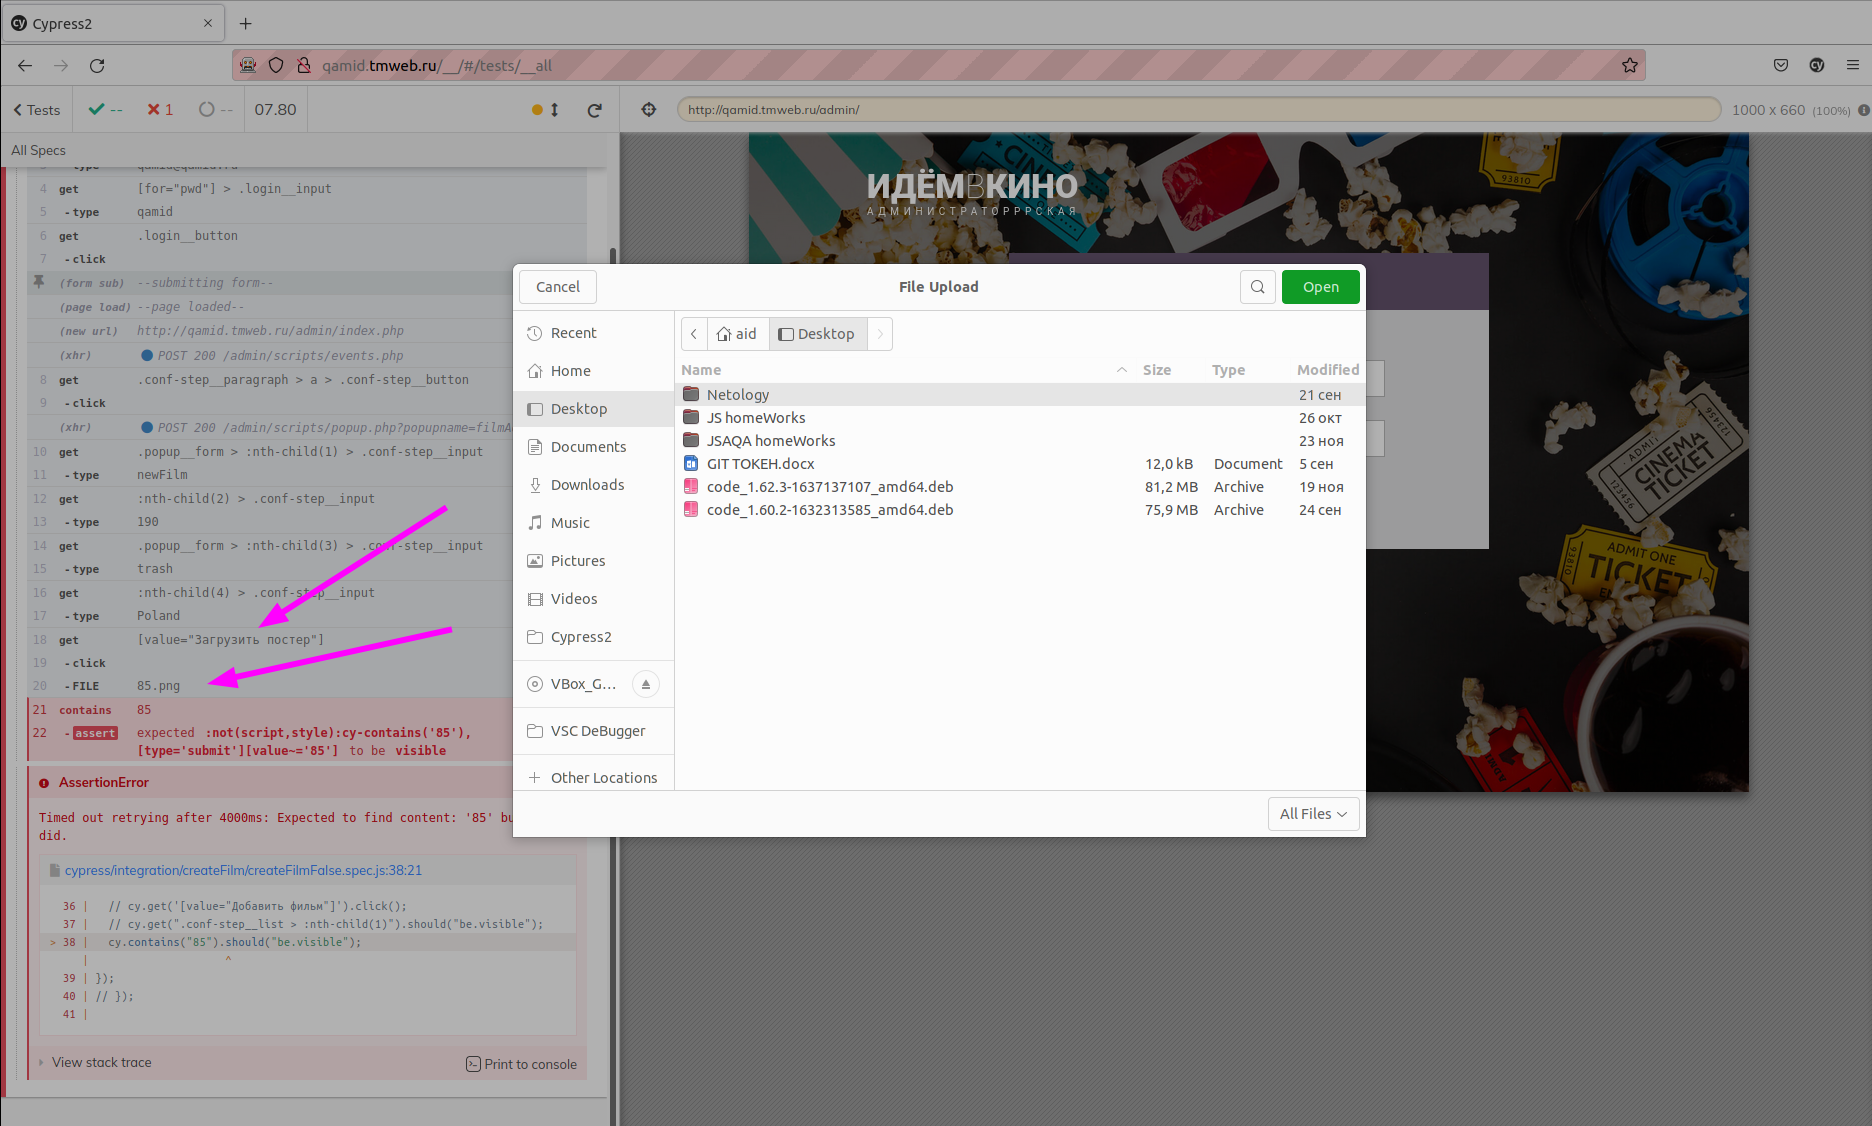 Cypress2
qamid.tmweb.ru/__/#/tests/__all
Tests
--
1
--
07.80
http://qamid.tmweb.ru/admin/
1000 x 660 (100%)
All Specs
4 get [for="pwd"] > .login__input
5 -type qamid
6 get .login__button
7 -click
(form sub) --submitting form--
(page load) --page loaded--
(new url) http://qamid.tmweb.ru/admin/index.php
(xhr) POST 200 /admin/scripts/events.php
8 get .conf-step__paragraph > a > .conf-step__button
9 -click
(xhr) POST 200 /admin/scripts/popup.php?popupname=filmA
10 get .popup__form > :nth-child(1) > .conf-step__input
11 -type newFilm
12 get :nth-child(2) > .conf-step__input
13 -type 190
14 get .popup__form > :nth-child(3) > .conf-step__input
15 -type trash
16 get :nth-child(4) > .conf-step__input
17 -type Poland
18 get [value="Загрузить постер"]
19 -click
20 -FILE 85.png
21 contains 85
22 -assert expected :not(script,style):cy-contains('85'),
[type='submit'][value~='85'] to be visible
AssertionError
Timed out retrying after 4000ms: Expected to find content: '85' bu
did.
cypress/integration/createFilm/createFilmFalse.spec.js:38:21
36 | // cy.get('[value="Добавить фильм"]').click();
37 | // cy.get(".conf-step__list > :nth-child(1)").should("be.visible");
> 38 | cy.contains("85").should("be.visible");
| ^
39 | });
40 | // });
41 |
View stack trace
Print to console
ИДЁМВКИНО
АДМИНИСТРАТОРРРСКАЯ
Cancel
File Upload
Open
Recent
Home
Desktop
Documents
Downloads
Music
Pictures
Videos
Cypress2
VBox_G...
VSC DeBugger
Other Locations
aid
Desktop
Name Size Type Modified
Netology 21 сен
JS homeWorks 26 окт
JSAQA homeWorks 23 ноя
GIT TOKEH.docx 12,0 kB Document 5 сен
code_1.62.3-1637137107_amd64.deb 81,2 MB Archive 19 ноя
code_1.60.2-1632313585_amd64.deb 75,9 MB Archive 24 сен
All Files
93810
CINEMA
TICKET
123456
ADMIT ONE
TICKET
93810